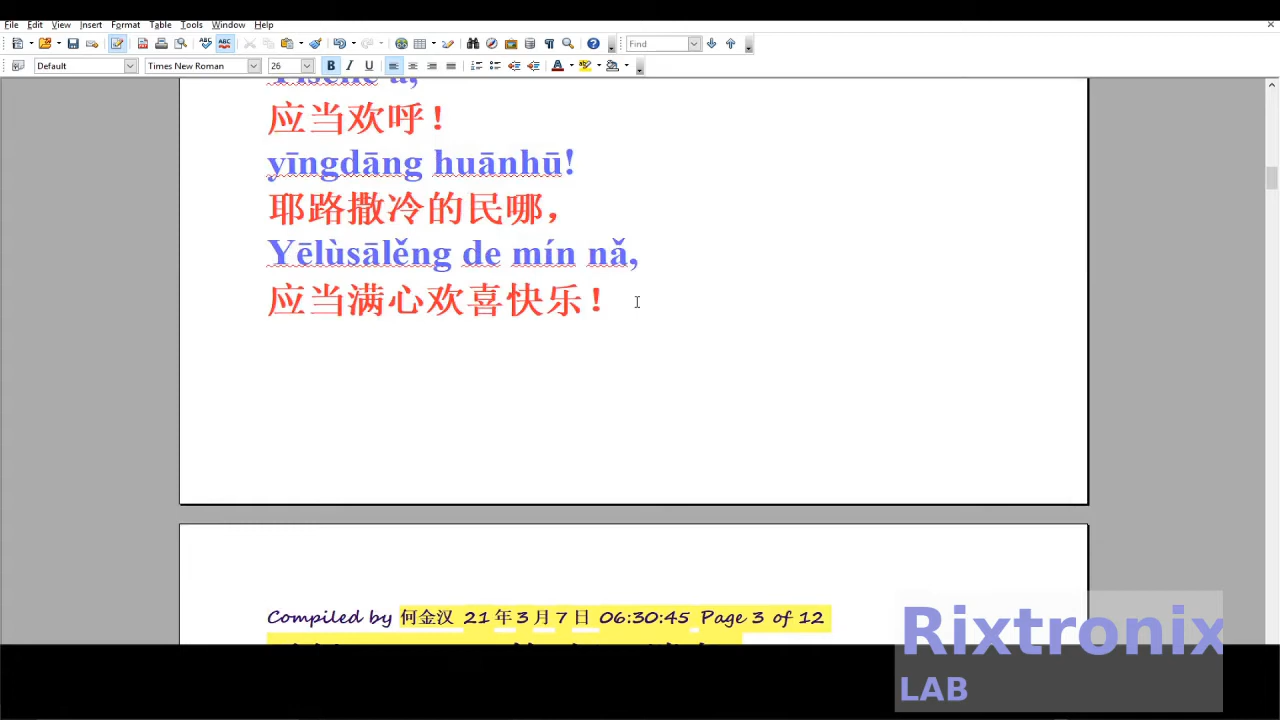 File Edit View Insert Format Table Tools Window Help
Find
Default Times New Roman 26
应当欢呼！
yīngdāng huānhū!
耶路撒冷的民哪，
Yēlùsālěng de mín nǎ,
应当满心欢喜快乐！
Compiled by 何金汉 21 年 3 月 7 日 06:30:45 Page 3 of 12
Rixtronix
LAB